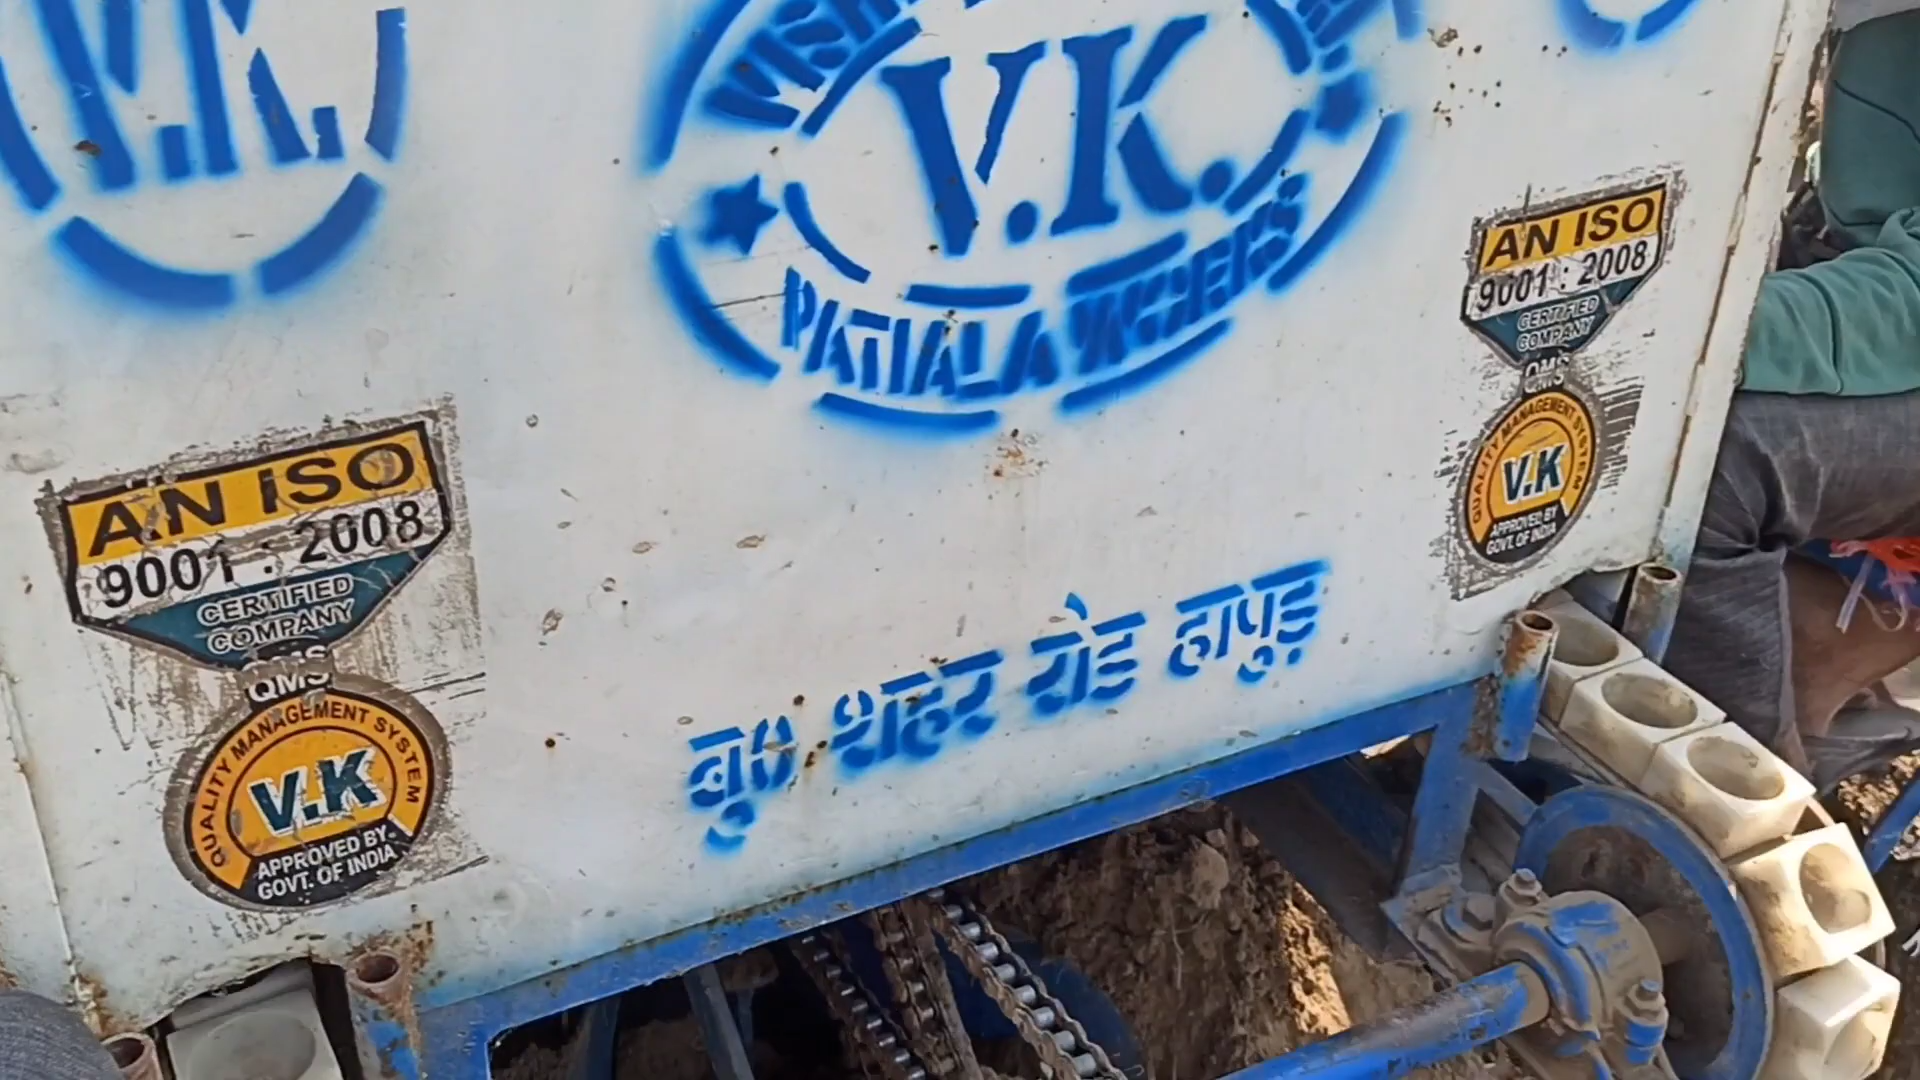 V.K.
V.K.
PATIALA
AN ISO
9001 : 2008
CERTIFIED
COMPANY
QMS
QUALITY MANAGEMENT SYSTEM
V.K
APPROVED BY
GOVT. OF INDIA
AN ISO
9001 : 2008
CERTIFIED
COMPANY
QMS
QUALITY MANAGEMENT SYSTEM
V.K
APPROVED BY
GOVT. OF INDIA
बु० शहर रोड हापुड़